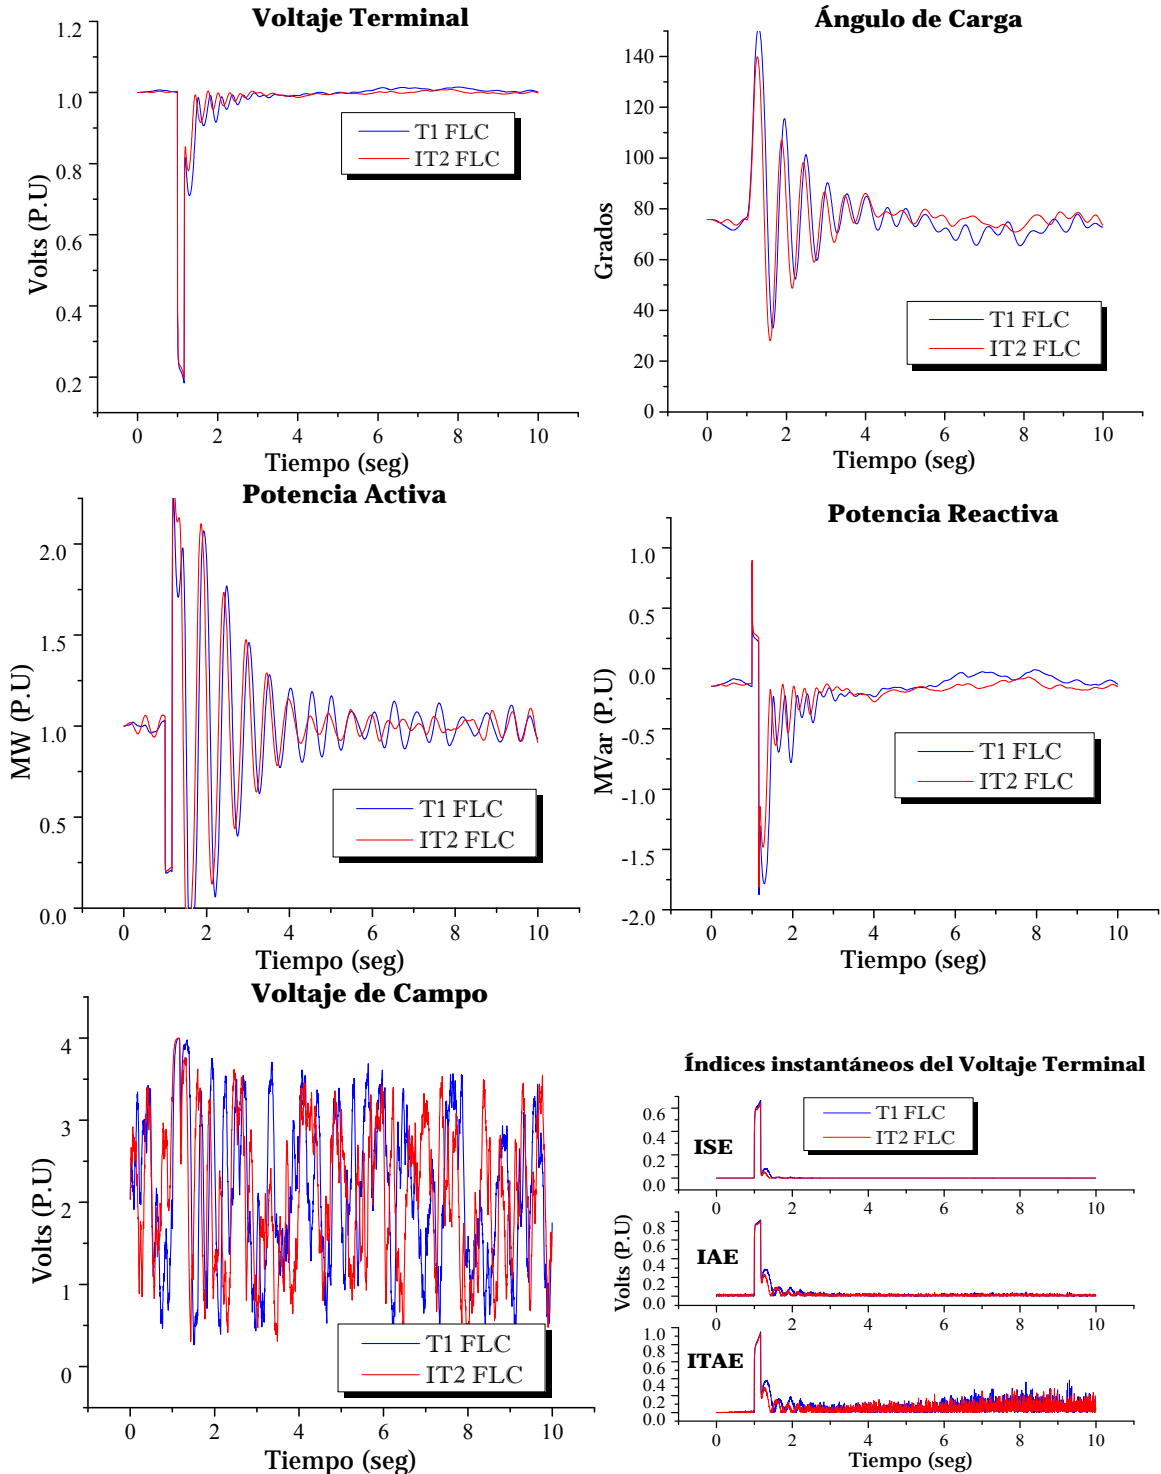 Voltaje Terminal
1.2
1.0
0.8
0.6
0.4
0.2
Volts (P.U)
T1 FLC
IT2 FLC
0 2 4 6 8 10
Tiempo (seg)
Ángulo de Carga
140
120
100
80
60
40
20
0
Grados
T1 FLC
IT2 FLC
0 2 4 6 8 10
Tiempo (seg)
Potencia Activa
2.0
1.5
1.0
0.5
0.0
MW (P.U)
T1 FLC
IT2 FLC
0 2 4 6 8 10
Tiempo (seg)
Potencia Reactiva
1.0
0.5
0.0
-0.5
-1.0
-1.5
-2.0
MVar (P.U)
T1 FLC
IT2 FLC
0 2 4 6 8 10
Tiempo (seg)
Voltaje de Campo
4
3
2
1
0
Volts (P.U)
T1 FLC
IT2 FLC
0 2 4 6 8 10
Tiempo (seg)
Índices instantáneos del Voltaje Terminal
T1 FLC
IT2 FLC
0.6
0.4
0.2
0.0
ISE
0 2 4 6 8 10
0.8
0.6
0.4
0.2
0.0
IAE
Volts (P.U)
0 2 4 6 8 10
1.0
0.8
0.6
0.4
0.2
0.0
ITAE
0 2 4 6 8 10
Tiempo (seg)